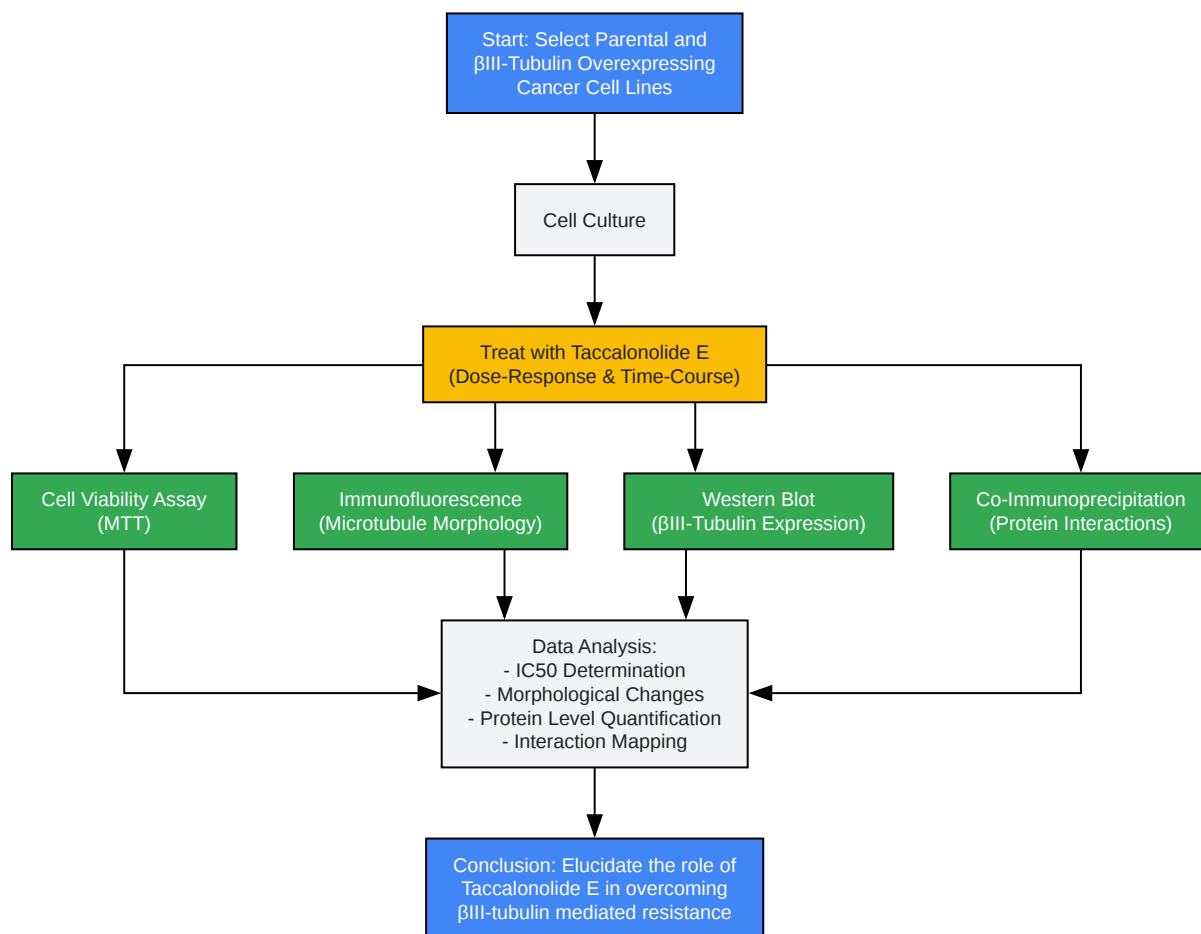 Start: Select Parental and
βIII-Tubulin Overexpressing
Cancer Cell Lines
Cell Culture
Treat with Taccalonolide E
(Dose-Response & Time-Course)
Cell Viability Assay
(MTT)
Immunofluorescence
(Microtubule Morphology)
Western Blot
(βIII-Tubulin Expression)
Co-Immunoprecipitation
(Protein Interactions)
Data Analysis:
- IC50 Determination
- Morphological Changes
- Protein Level Quantification
- Interaction Mapping
Conclusion: Elucidate the role of
Taccalonolide E in overcoming
βIII-tubulin mediated resistance